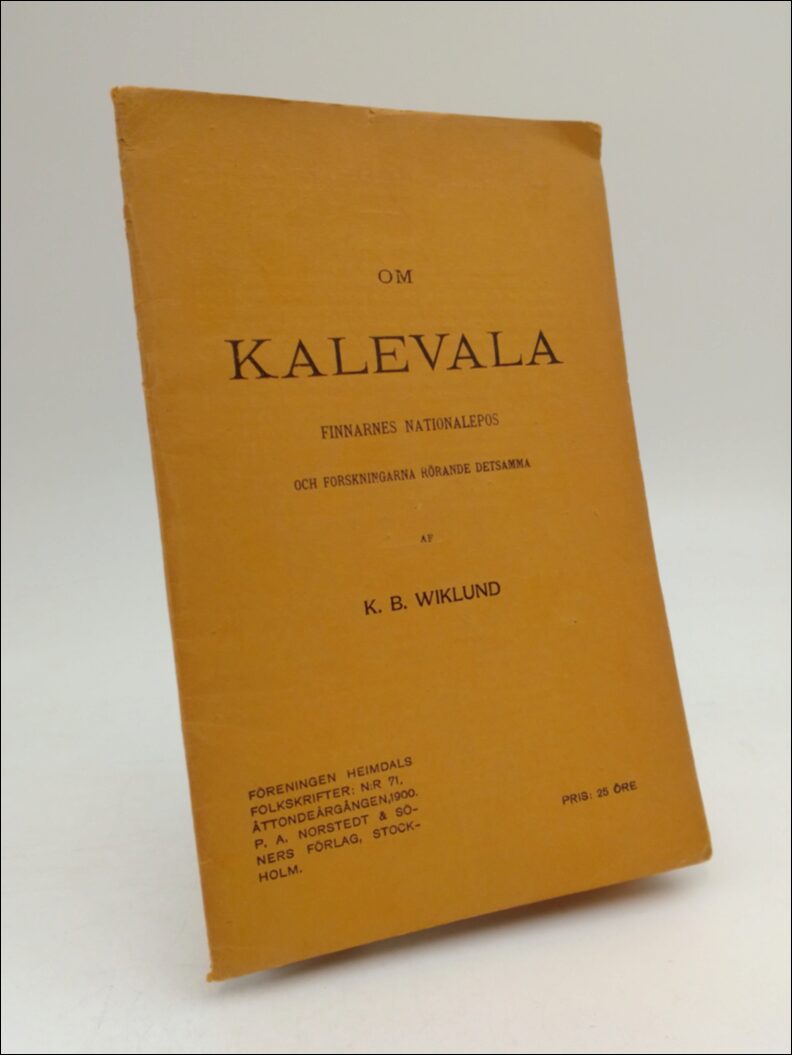 OM
KALEVALA
FINNARNES NATIONALEPOS
OCH FORSKNINGARNA RÖRANDE DETSAMMA
AF
K. B. WIKLUND
FÖRENINGEN HEIMDALS
FOLKSKRIFTER: N:R 71.
ÅTTONDEÅRGÅNGEN,1900.
P. A. NORSTEDT & SÖ-
NERS FÖRLAG, STOCK-
HOLM.
PRIS: 25 ÖRE